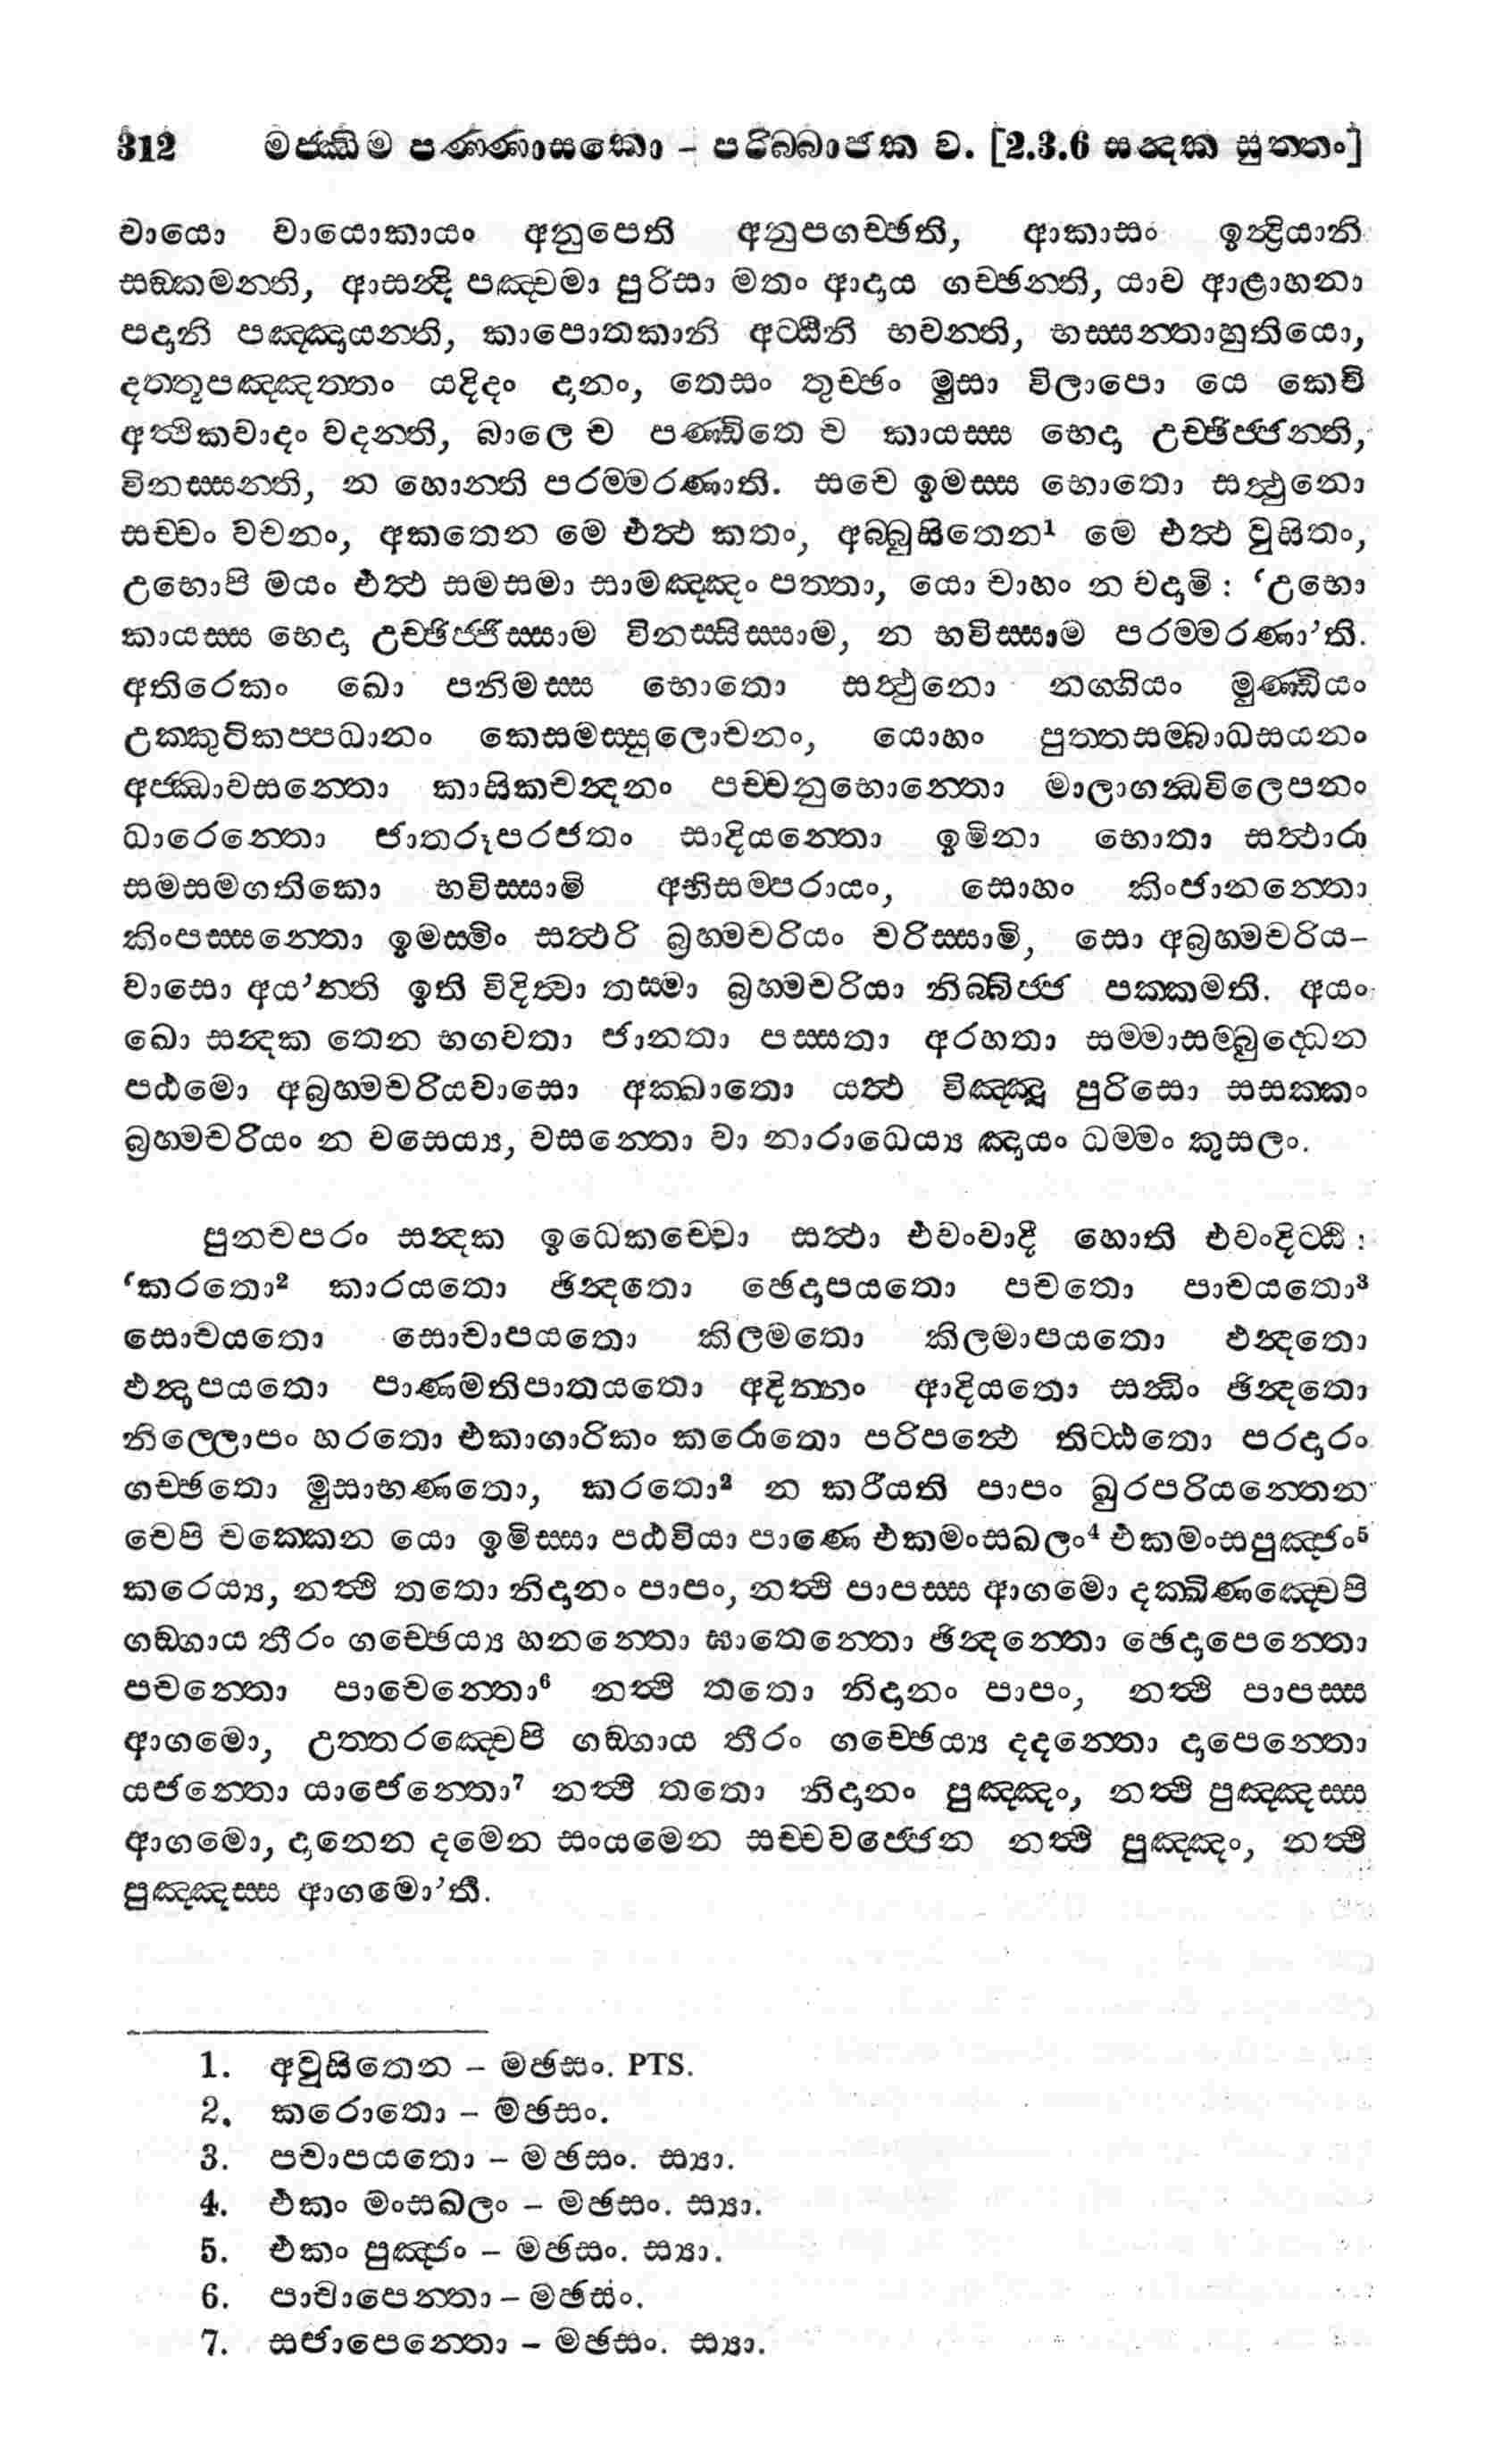 312 මජ්ඣිම පණ්ණාසකො – පරිබ්බාජක ව. [2.3.6 සන්දක සුත්තං]
වායො වායොකායං අනුපෙති අනුපගච්ඡති, ආකාසං ඉන්ද්‍රියානි
සඞ්කමන්ති, ආසන්දි පඤ්චමා පුරිසා මතං ආදාය ගච්ඡන්ති, යාව ආළාහනා
පදානි පඤ්ඤායන්ති, කාපොතකානි අට්ඨීනි භවන්ති, භස්සන්තාහුතියො,
දත්තූපඤ්ඤත්තං යදිදං දානං, තෙසං තුච්ඡං මුසා විලාපො යෙ කෙචි
අත්ථිකවාදං වදන්ති, බාලෙ ච පණ්ඩිතෙ ච කායස්ස භෙදා උච්ඡිජ්ජන්ති,
විනස්සන්ති, න හොන්ති පරම්මරණාති. සචෙ ඉමස්ස භොතො සත්ථුනො
සච්චං වචනං, අකතෙන මෙ එත්ථ කතං, අබ්බුසිතෙන¹ මෙ එත්ථ වුසිතං,
උභොපි මයං එත්ථ සමසමා සාමඤ්ඤං පත්තා, යො චාහං න වදාමි : ‘උභො
කායස්ස භෙදා උච්ඡිජ්ජිස්සාම විනස්සිස්සාම, න භවිස්සාම පරම්මරණා’ති.
අතිරෙකං ඛො පනිමස්ස භොතො සත්ථුනො නග්ගියං මුණ්ඩියං
උක්කුටිකප්පධානං කෙසමස්සුලොචනං, යොහං පුත්තසම්බාධසයනං
අජ්ඣාවසන්තො කාසිකචන්දනං පච්චනුභොන්තො මාලාගන්ධවිලෙපනං
ධාරෙන්තො ජාතරූපරජතං සාදියන්තො ඉමිනා භොතා සත්ථාරා
සමසමගතිකො භවිස්සාමි අභිසම්පරායං, සොහං කිංජානන්තො
කිංපස්සන්තො ඉමස්මිං සත්ථරි බ්‍රහ්මචරියං චරිස්සාමි, සො අබ්‍රහ්මචරිය-
වාසො අය’න්ති ඉති විදිත්වා තස්මා බ්‍රහ්මචරියා නිබ්බිජ්ජ පක්කමති. අයං
ඛො සන්දක තෙන භගවතා ජානතා පස්සතා අරහතා සම්මාසම්බුද්ධෙන
පඨමො අබ්‍රහ්මචරියවාසො අක්ඛාතො යත්ථ විඤ්ඤූ පුරිසො සසක්කං
බ්‍රහ්මචරියං න වසෙය්‍ය, වසන්තො වා නාරාධෙය්‍ය ඤායං ධම්මං කුසලං.
පුනචපරං සන්දක ඉධෙකච්චො සත්ථා එවංවාදී හොති එවංදිට්ඨි :
‘කරතො² කාරයතො ඡින්දතො ඡෙදාපයතො පචතො පාචයතො³
සොචයතො සොචාපයතො කිලමතො කිලමාපයතො ඵන්දතො
ඵන්දාපයතො පාණමතිපාතයතො අදින්නං ආදියතො සන්ධිං ඡින්දතො
නිල්ලොපං හරතො එකාගාරිකං කරොතො පරිපන්ථෙ තිට්ඨතො පරදාරං
ගච්ඡතො මුසාභණතො, කරතො² න කරීයති පාපං ඛුරපරියන්තෙන
චෙපි චක්කෙන යො ඉමිස්සා පඨවියා පාණෙ එකමංසඛලං⁴ එකමංසපුඤ්ජං⁵
කරෙය්‍ය, නත්ථි තතො නිදානං පාපං, නත්ථි පාපස්ස ආගමො දක්ඛිණඤ්චෙපි
ගඞ්ගාය තීරං ගච්ඡෙය්‍ය හනන්තො ඝාතෙන්තො ඡින්දන්තො ඡෙදාපෙන්තො
පචන්තො පාචෙන්තො⁶ නත්ථි තතො නිදානං පාපං, නත්ථි පාපස්ස
ආගමො, උත්තරඤ්චෙපි ගඞ්ගාය තීරං ගච්ඡෙය්‍ය දදන්තො දාපෙන්තො
යජන්තො යාජෙන්තො⁷ නත්ථි තතො නිදානං පුඤ්ඤං, නත්ථි පුඤ්ඤස්ස
ආගමො, දානෙන දමෙන සංයමෙන සච්චවජ්ජෙන නත්ථි පුඤ්ඤං, නත්ථි
පුඤ්ඤස්ස ආගමො’තී.
1. අවුසිතෙන – මඡසං. PTS.
2. කරොතො – මඡසං.
3. පචාපයතො – මඡසං. ස්‍යා.
4. එකං මංසඛලං – මඡසං. ස්‍යා.
5. එකං පුඤ්ජං – මඡසං. ස්‍යා.
6. පාචාපෙන්තා – මඡසං.
7. සජාපෙන්තො – මඡසං. ස්‍යා.